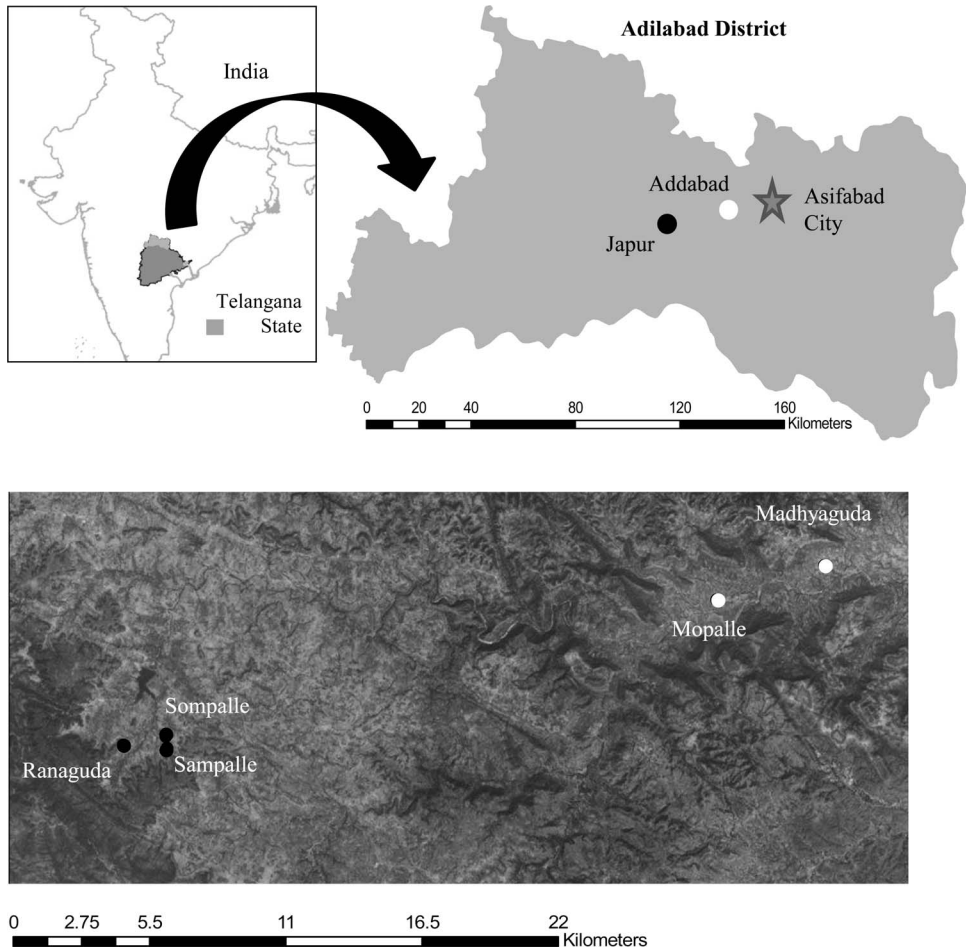 India
Telangana
State
Adilabad District
Addabad
Asifabad
City
Japur
0 20 40 80 120 160
Kilometers
Madhyaguda
Mopalle
Sompalle
Ranaguda
Sampalle
0 2.75 5.5 11 16.5 22
Kilometers